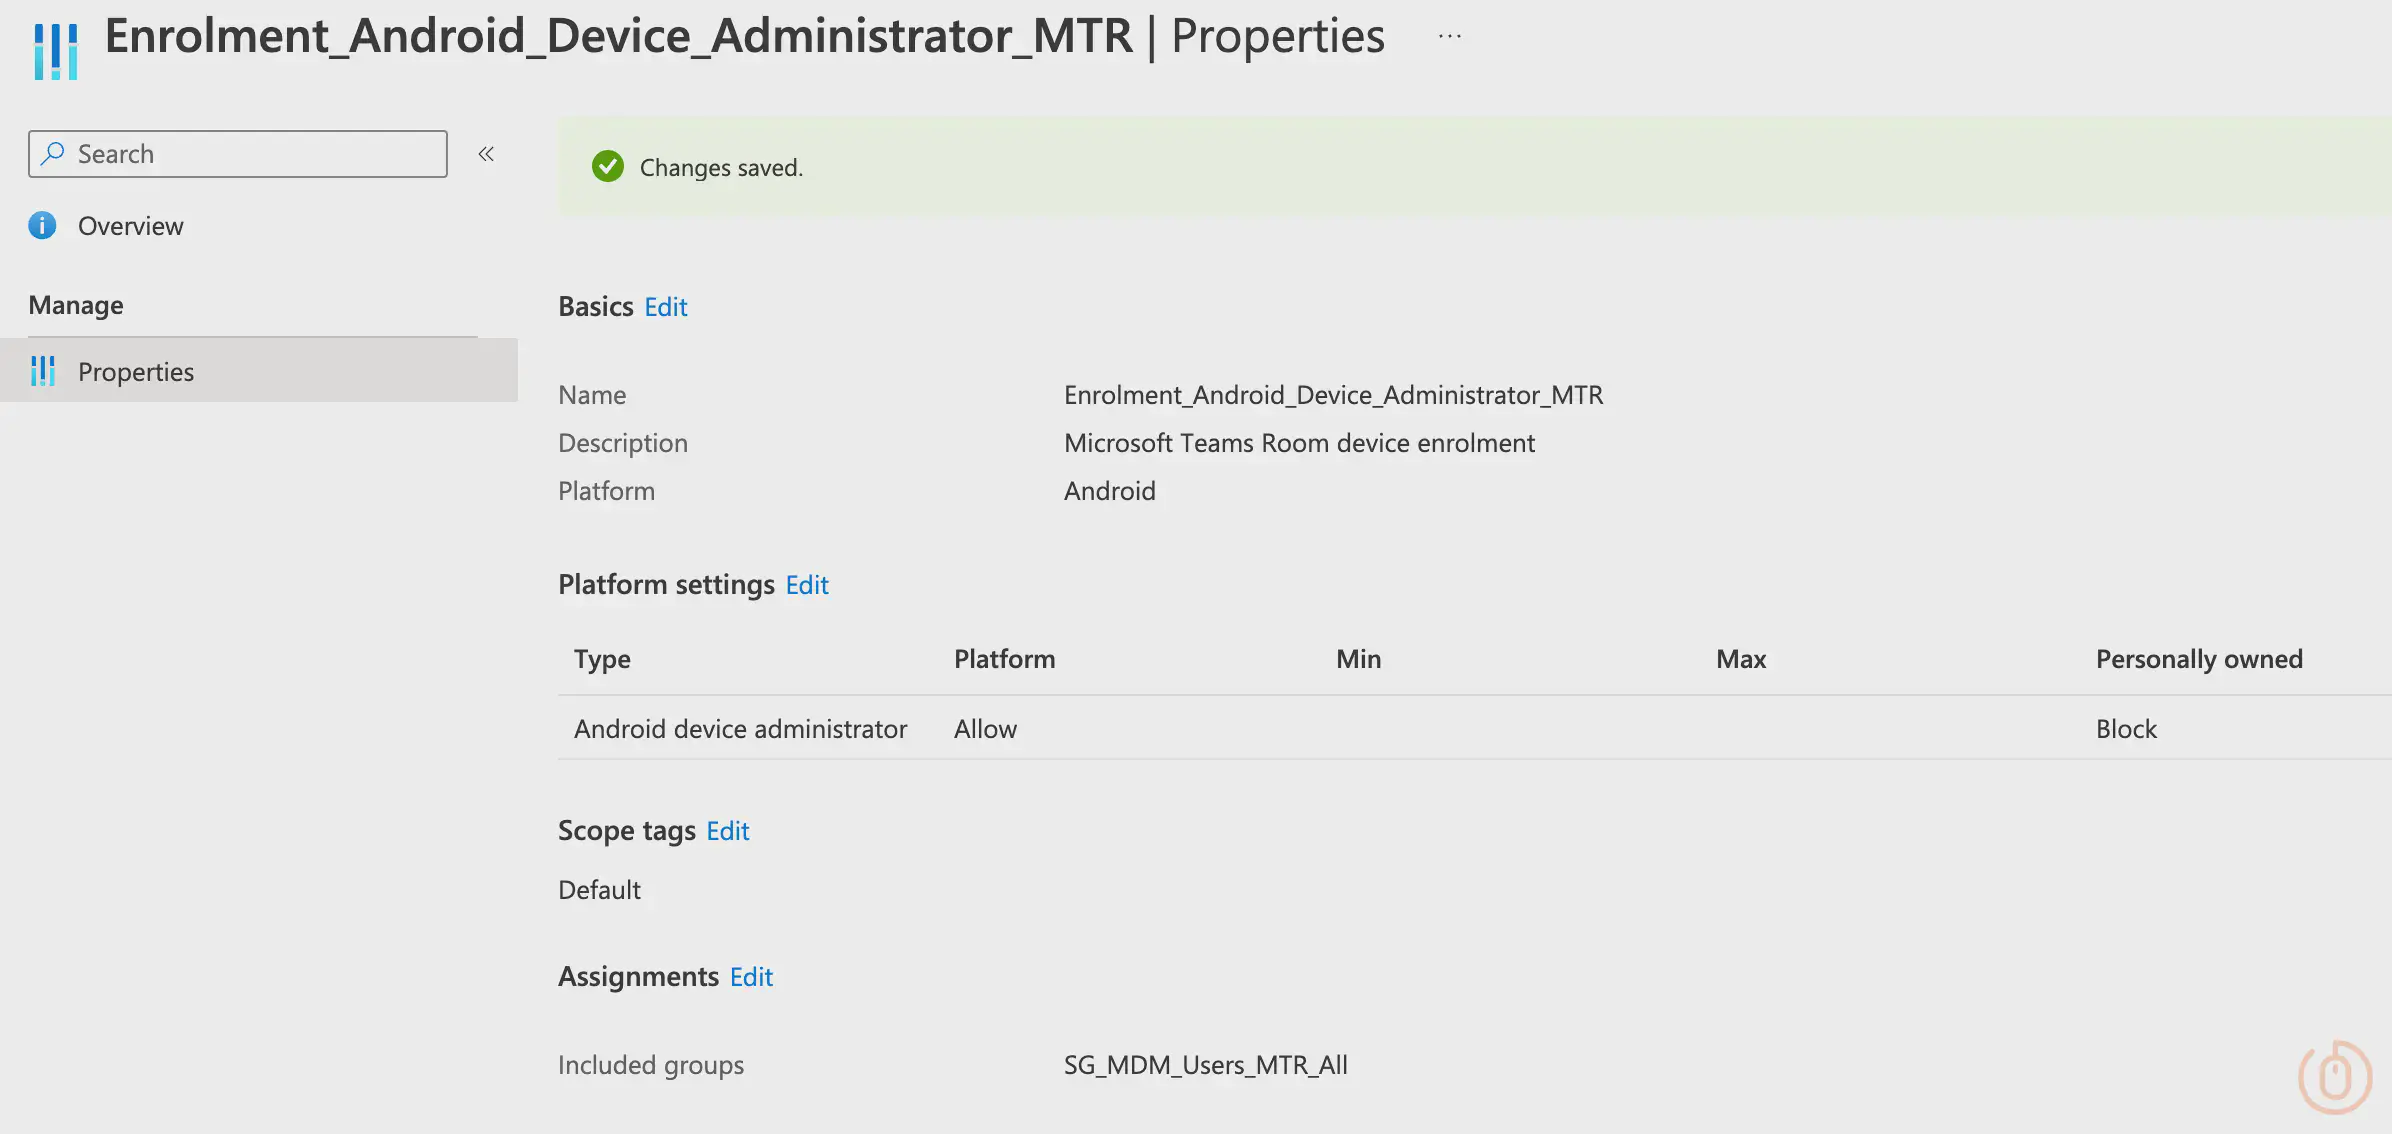 Enrolment_Android_Device_Administrator_MTR | Properties ...
Search «
Overview
Manage
Properties
Changes saved.
Basics Edit
Name Enrolment_Android_Device_Administrator_MTR
Description Microsoft Teams Room device enrolment
Platform Android
Platform settings Edit
Type Platform Min Max Personally owned
Android device administrator Allow Block
Scope tags Edit
Default
Assignments Edit
Included groups SG_MDM_Users_MTR_All